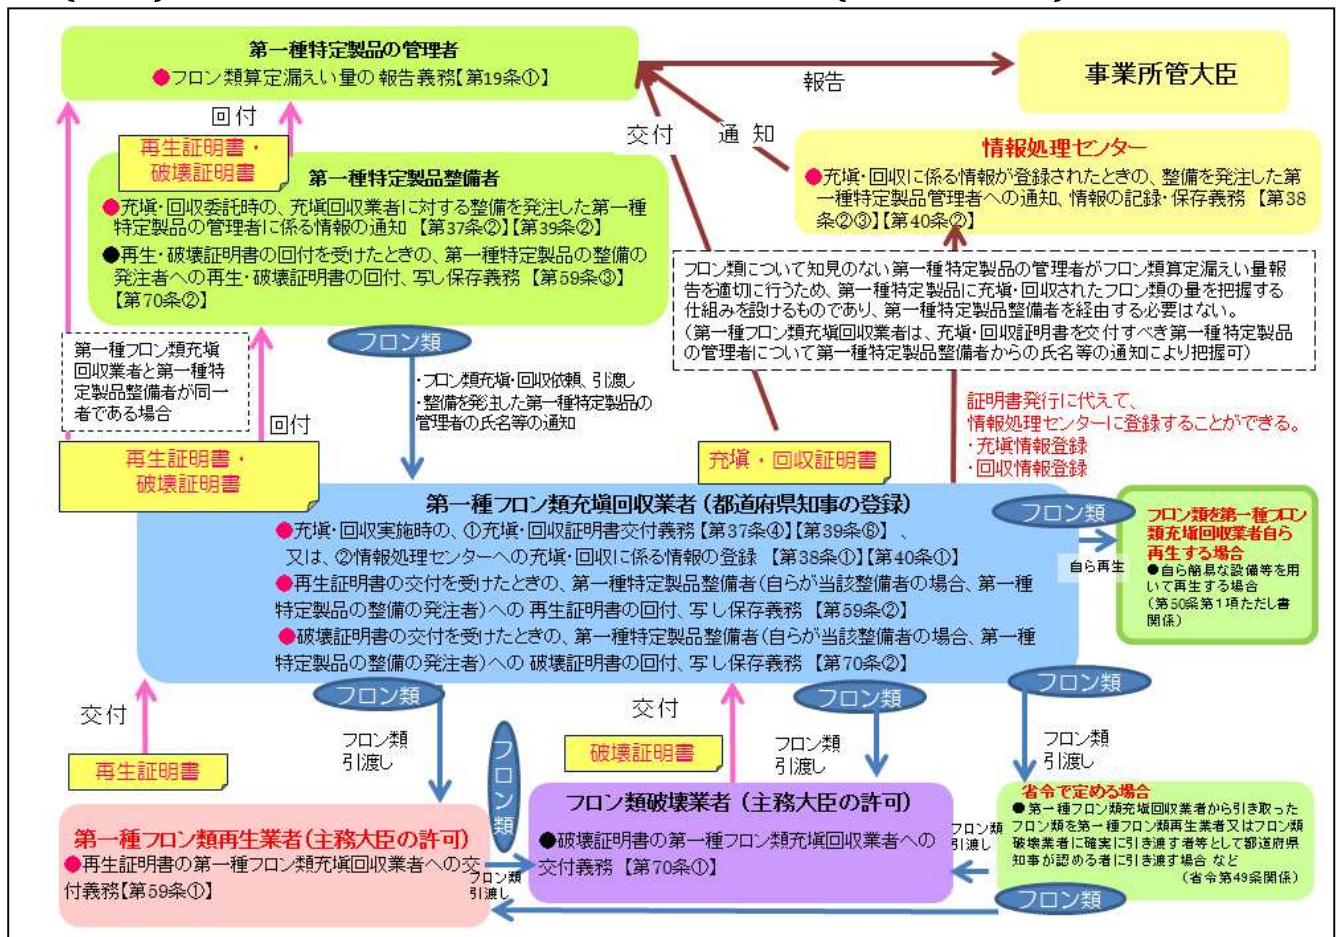 第一種特定製品の管理者
●フロン類算定漏えい量の報告義務【第19条①】
報告
事業所管大臣
回付
再生証明書・
破壊証明書
交付
通知
情報処理センター
●充塡・回収に係る情報が登録されたときの、整備を発注した第
一種特定製品管理者への通知、情報の記録・保存義務 【第38
条②③】【第40条②】
第一種特定製品整備者
●充塡・回収委託時の、充塡回収業者に対する整備を発注した第一種
特定製品の管理者に係る情報の通知 【第37条②】【第39条②】
●再生・破壊証明書の回付を受けたときの、第一種特定製品の整備の
発注者への再生・破壊証明書の回付、写し保存義務 【第59条③】
【第70条②】
フロン類について知見のない第一種特定製品の管理者がフロン類算定漏えい量報
告を適切に行うため、第一種特定製品に充塡・回収されたフロン類の量を把握する
仕組みを設けるものであり、第一種特定製品整備者を経由する必要はない。
(第一種フロン類充塡回収業者は、充塡・回収証明書を交付すべき第一種特定製品
の管理者について第一種特定製品整備者からの氏名等の通知により把握可)
第一種フロン類充塡
回収業者と第一種特
定製品整備者が同一
者である場合
回付
フロン類
・フロン類充塡・回収依頼、引渡し
・整備を発注した第一種特定製品の
管理者の氏名等の通知
証明書発行に代えて、
情報処理センターに登録することができる。
・充塡情報登録
・回収情報登録
再生証明書・
破壊証明書
充塡・回収証明書
第一種フロン類充塡回収業者(都道府県知事の登録)
●充塡・回収実施時の、①充塡・回収証明書交付義務【第37条④】【第39条⑥】 、
又は、②情報処理センターへの充塡・回収に係る情報の登録 【第38条①】【第40条①】
●再生証明書の交付を受けたときの、第一種特定製品整備者(自らが当該整備者の場合、第一種
特定製品の整備の発注者)への 再生証明書の回付、写し保存義務 【第59条②】
●破壊証明書の交付を受けたときの、第一種特定製品整備者(自らが当該整備者の場合、第一種
特定製品の整備の発注者)への 破壊証明書の回付、写し保存義務 【第70条②】
フロン類
自ら再生
フロン類を第一種フロン
類充塡回収業者自ら
再生する場合
●自ら簡易な設備等を用
いて再生する場合
(第50条第1項ただし書
関係)
フロン類
フロン類
フロン類
交付
再生証明書
フロン類
引渡し
フロン類
交付
破壊証明書
フロン類
引渡し
フロン類
引渡し
第一種フロン類再生業者(主務大臣の許可)
●再生証明書の第一種フロン類充塡回収業者への交
付義務【第59条①】
フロン類
引渡し
フロン類破壊業者(主務大臣の許可)
●破壊証明書の第一種フロン類充塡回収業者への
交付義務 【第70条①】
フロン類
引渡し
省令で定める場合
●第一種フロン類充塡回収業者から引き取った
フロン類を第一種フロン類再生業者又はフロン類
破壊業者に確実に引き渡す者等として都道府県
知事が認める者に引き渡す場合 など
(省令第49条関係)
フロン類